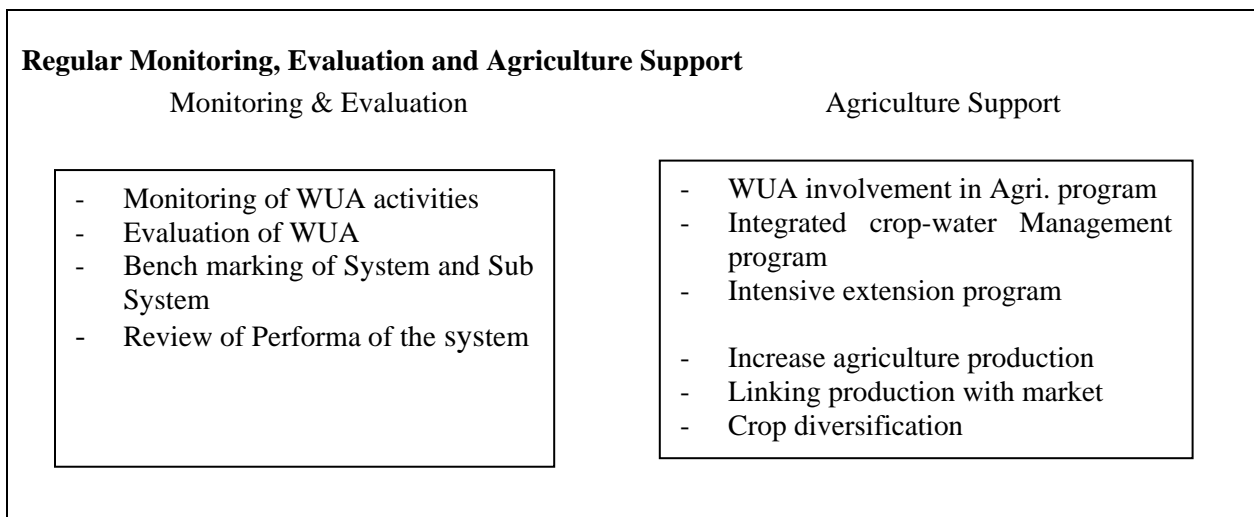 Regular Monitoring, Evaluation and Agriculture Support
Monitoring & Evaluation
- Monitoring of WUA activities
- Evaluation of WUA
- Bench marking of System and Sub
System
- Review of Performa of the system
Agriculture Support
- WUA involvement in Agri. program
- Integrated crop-water Management
program
- Intensive extension program
- Increase agriculture production
- Linking production with market
- Crop diversification